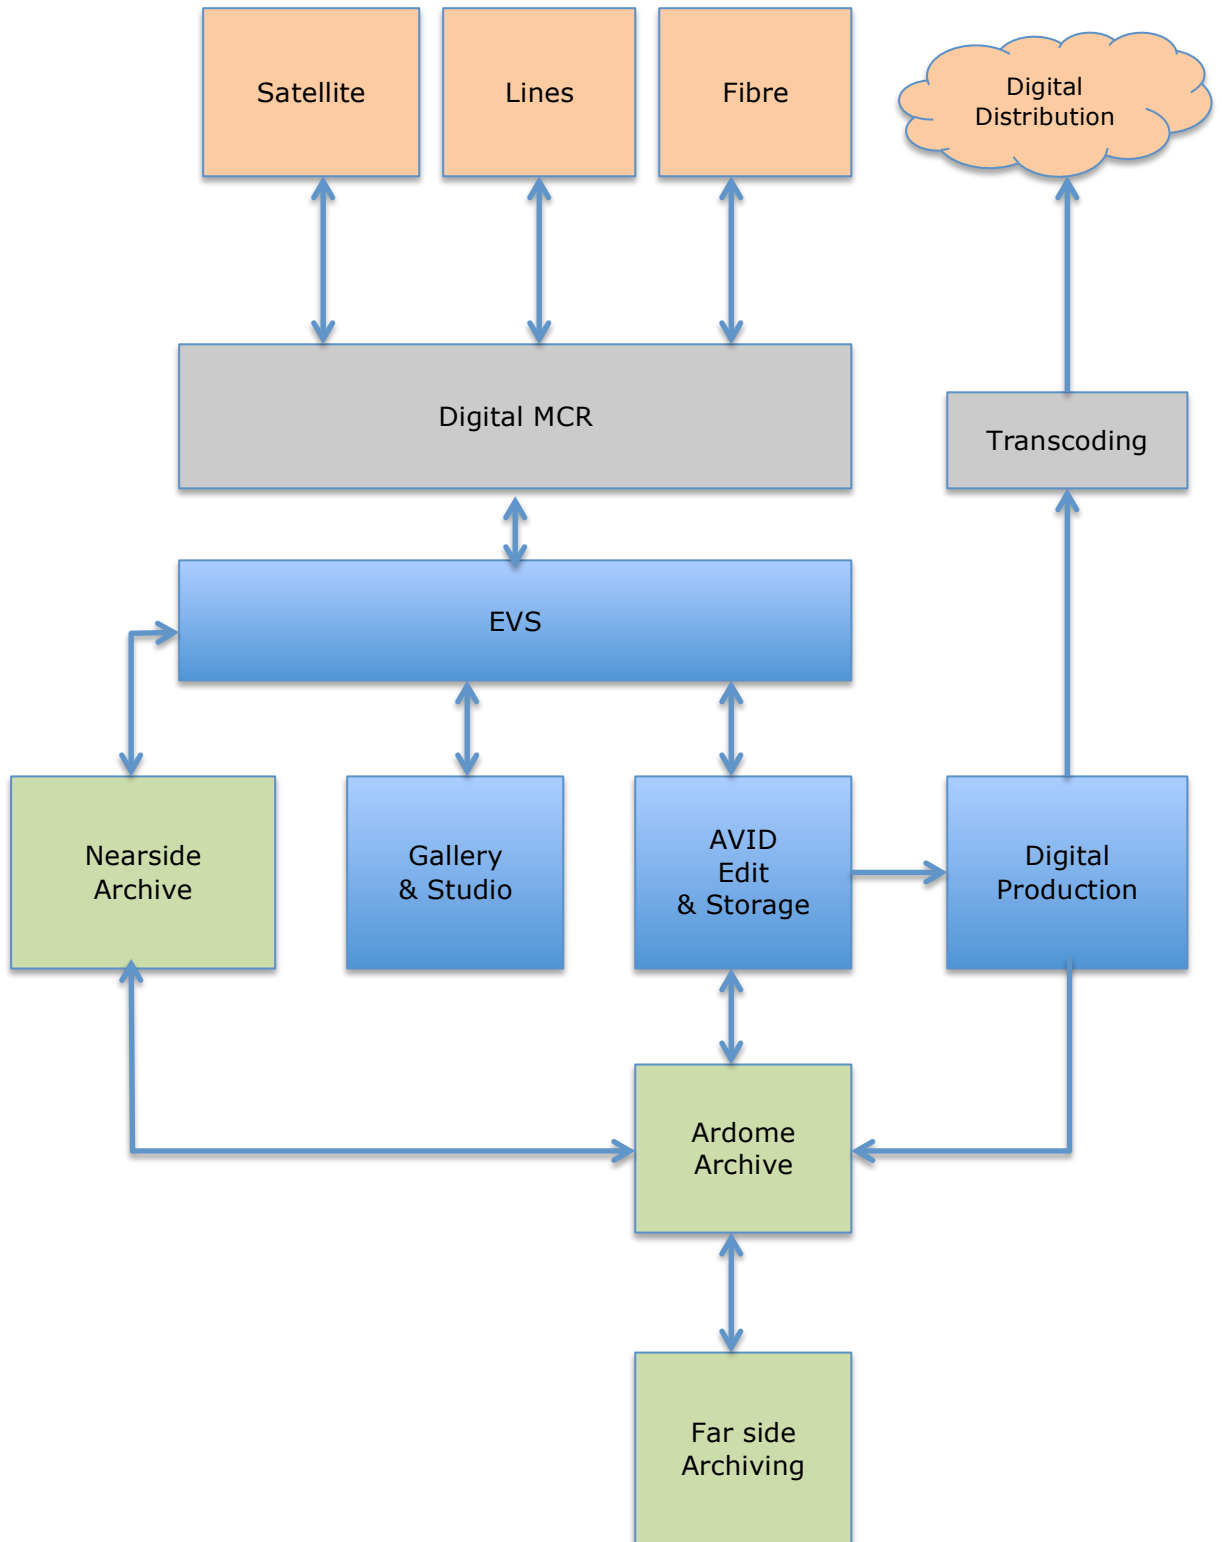 Satellite
Lines
Fibre
Digital
Distribution
Digital MCR
Transcoding
EVS
Nearside
Archive
Gallery
& Studio
AVID
Edit
& Storage
Digital
Production
Ardome
Archive
Far side
Archiving